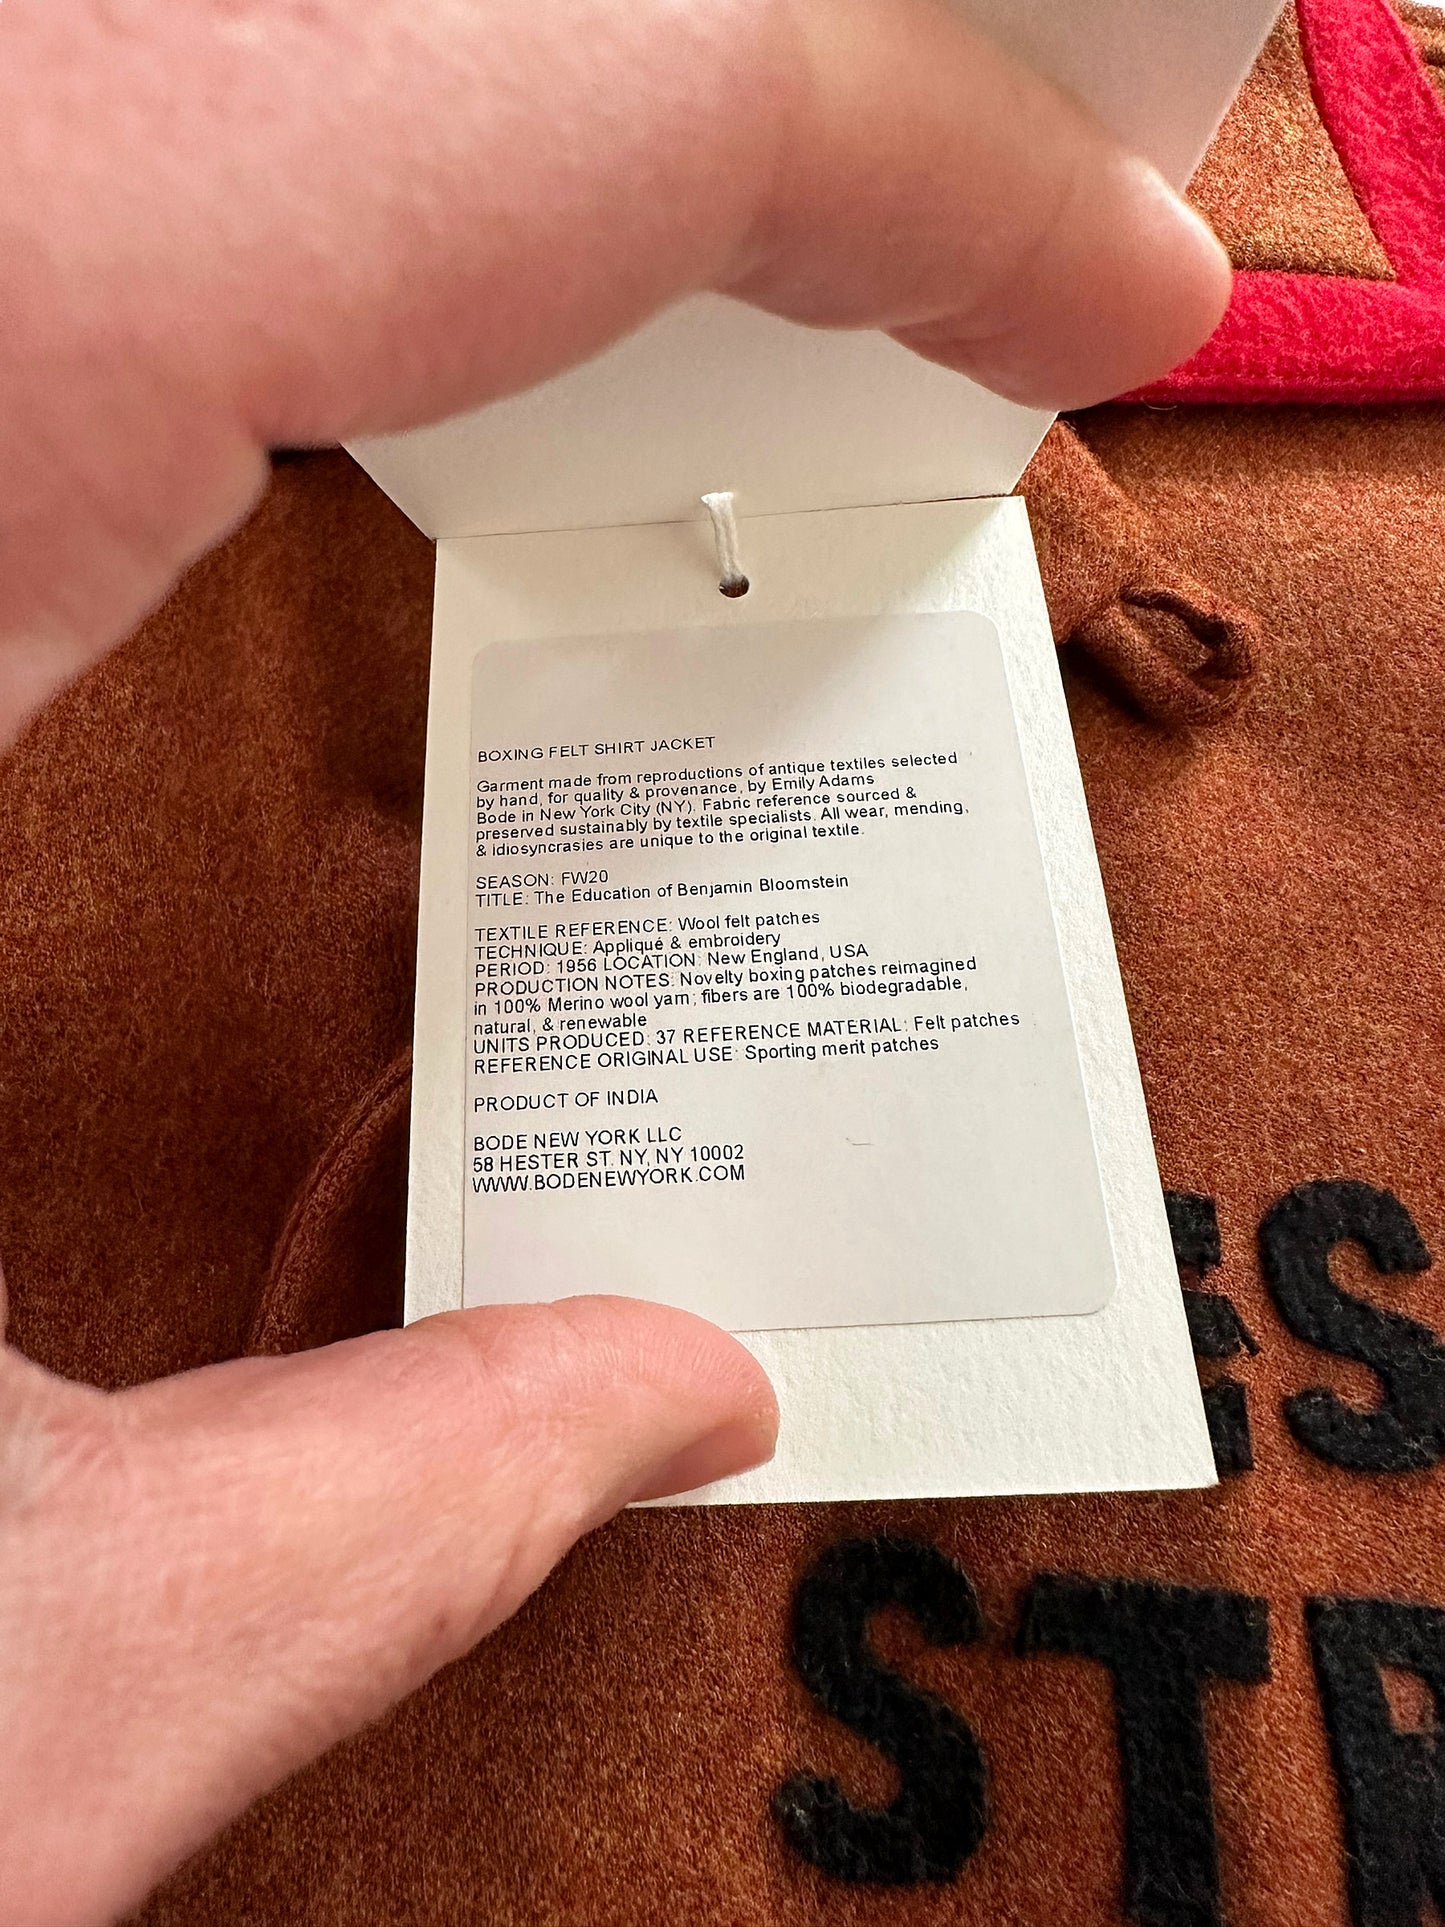 BOXING FELT SHIRT JACKET
Garment made from reproductions of antique textiles selected
by hand, for quality & provenance, by Emily Adams
Bode in New York City (NY). Fabric reference sourced &
preserved sustainably by textile specialists. All wear, mending,
& idiosyncrasies are unique to the original textile.
SEASON: FW20
TITLE: The Education of Benjamin Bloomstein
TEXTILE REFERENCE: Wool felt patches
TECHNIQUE: Appliqué & embroidery
PERIOD: 1956 LOCATION: New England, USA
PRODUCTION NOTES: Novelty boxing patches reimagined
in 100% Merino wool yarn; fibers are 100% biodegradable,
natural, & renewable
UNITS PRODUCED: 37 REFERENCE MATERIAL: Felt patches
REFERENCE ORIGINAL USE: Sporting merit patches
PRODUCT OF INDIA
BODE NEW YORK LLC
58 HESTER ST. NY, NY 10002
WWW.BODENEWYORK.COM
ES
ST